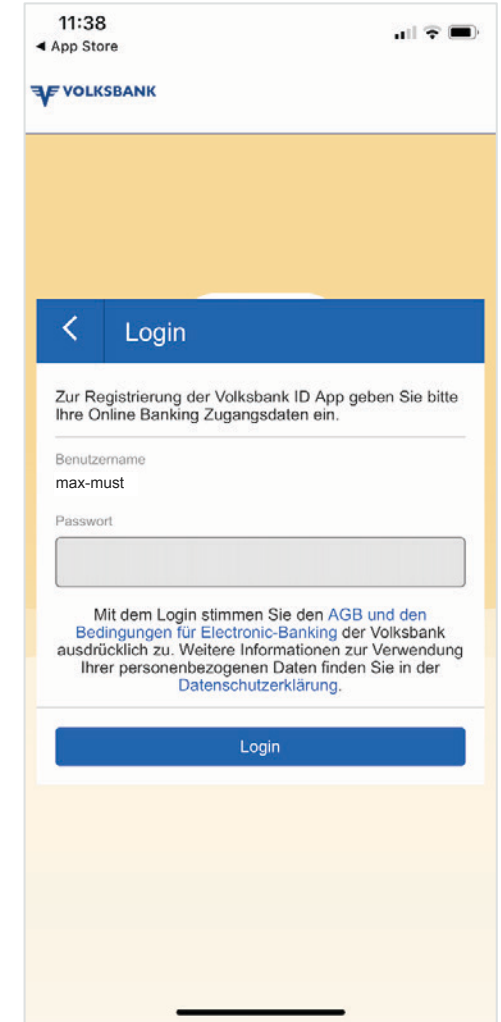 11:38
◀ App Store
VOLKSBANK
Login
Zur Registrierung der Volksbank ID App geben Sie bitte
Ihre Online Banking Zugangsdaten ein.
Benutzername
max-must
Passwort
Mit dem Login stimmen Sie den AGB und den
Bedingungen für Electronic-Banking der Volksbank
ausdrücklich zu. Weitere Informationen zur Verwendung
Ihrer personenbezogenen Daten finden Sie in der
Datenschutzerklärung.
Login